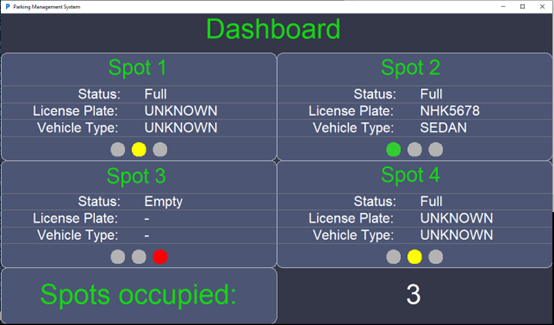 Parking Management System
Dashboard
Spot 1
Status: Full
License Plate: UNKNOWN
Vehicle Type: UNKNOWN
Spot 2
Status: Full
License Plate: NHK5678
Vehicle Type: SEDAN
Spot 3
Status: Empty
License Plate: -
Vehicle Type: -
Spot 4
Status: Full
License Plate: UNKNOWN
Vehicle Type: UNKNOWN
Spots occupied: 3